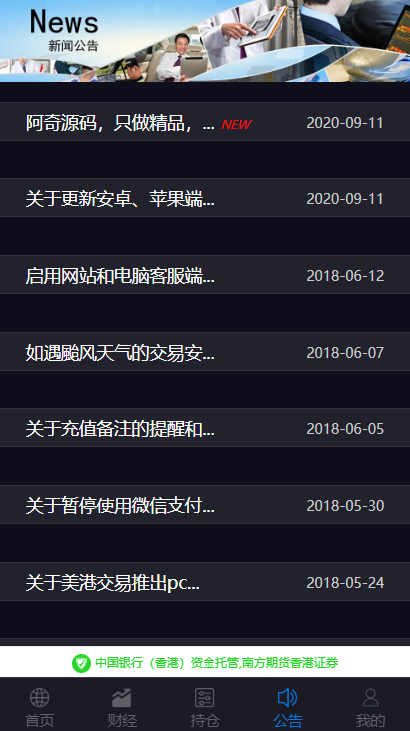 News
新闻公告
阿奇源码，只做精品，... NEW 2020-09-11
关于更新安卓、苹果端... 2020-09-11
启用网站和电脑客服端... 2018-06-12
如遇颱风天气的交易安... 2018-06-07
关于充值备注的提醒和... 2018-06-05
关于暂停使用微信支付... 2018-05-30
关于美港交易推出pc... 2018-05-24
中国银行（香港）资金托管,南方期货香港证券
首页 财经 持仓 公告 我的